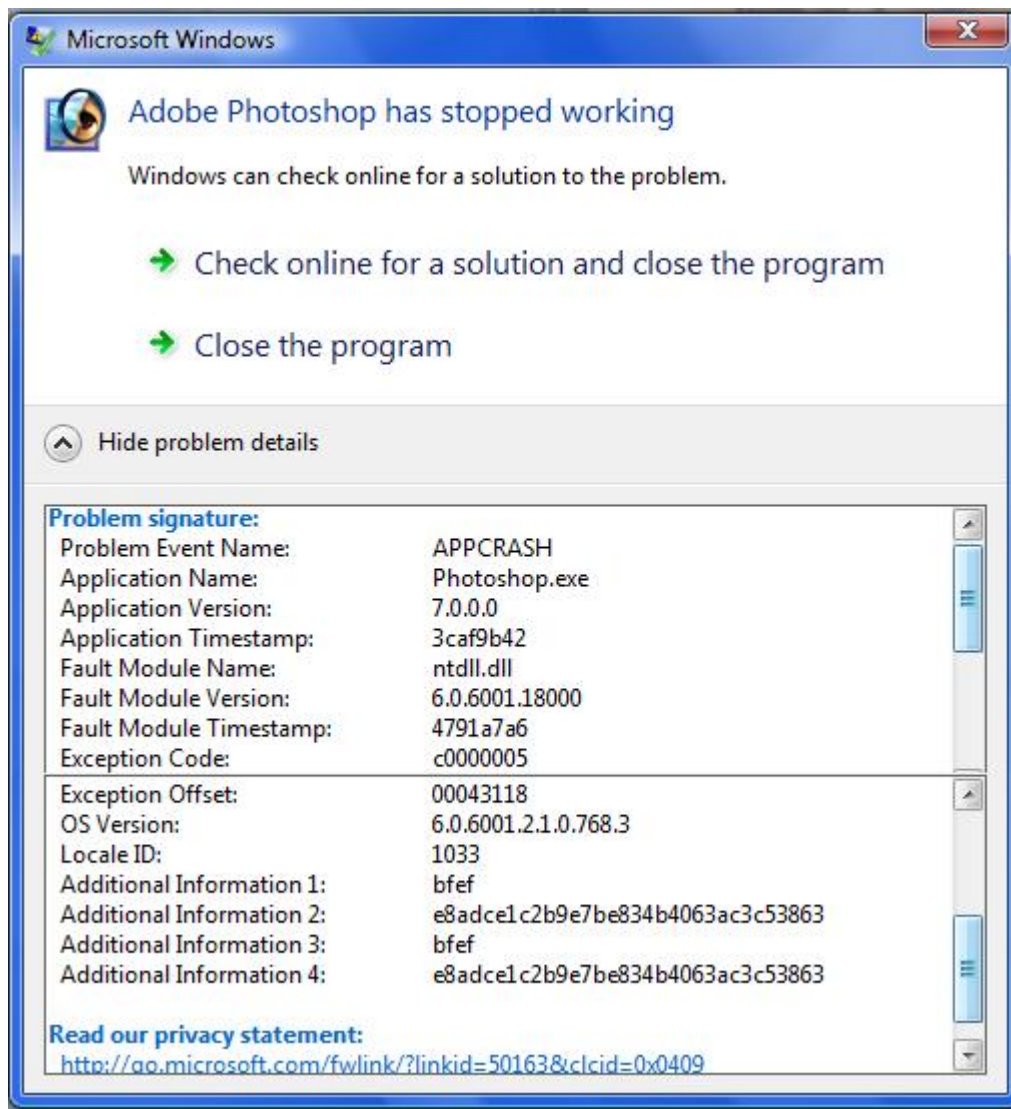 Microsoft Windows
Adobe Photoshop has stopped working
Windows can check online for a solution to the problem.
Check online for a solution and close the program
Close the program
Hide problem details
Problem signature:
Problem Event Name: APPCRASH
Application Name: Photoshop.exe
Application Version: 7.0.0.0
Application Timestamp: 3caf9b42
Fault Module Name: ntdll.dll
Fault Module Version: 6.0.6001.18000
Fault Module Timestamp: 4791a7a6
Exception Code: c0000005
Exception Offset: 00043118
OS Version: 6.0.6001.2.1.0.768.3
Locale ID: 1033
Additional Information 1: bfef
Additional Information 2: e8adce1c2b9e7be834b4063ac3c53863
Additional Information 3: bfef
Additional Information 4: e8adce1c2b9e7be834b4063ac3c53863
Read our privacy statement:
http://go.microsoft.com/fwlink/?linkid=50163&clcid=0x0409